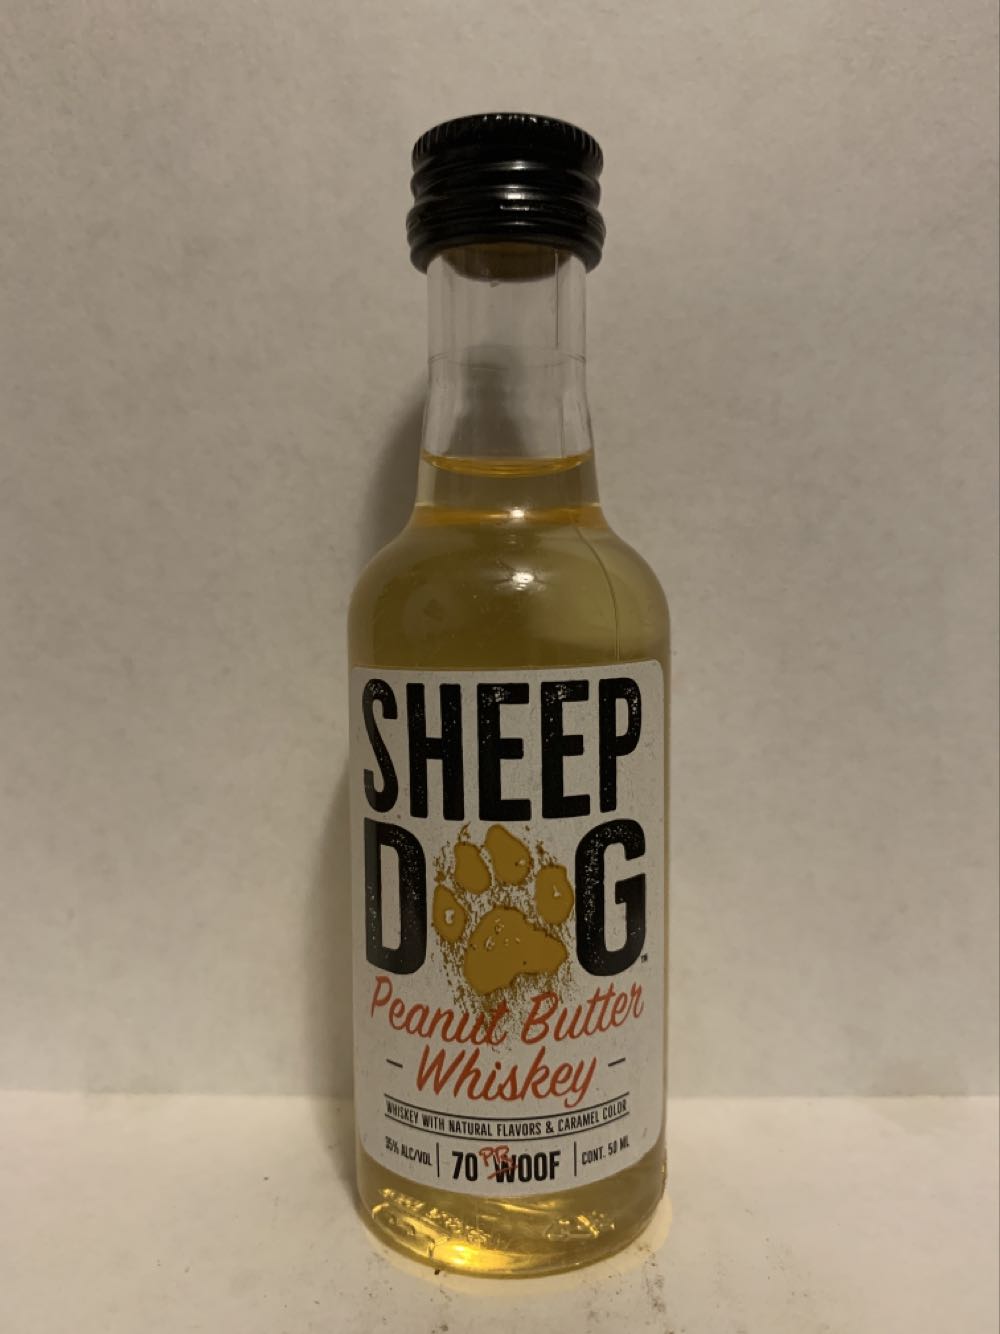 SHEEP
DOG
™
Peanut Butter
Whiskey
WHISKEY WITH NATURAL FLAVORS & CARAMEL COLOR
35% ALC/VOL
70 PR WOOF
CONT. 50 ML